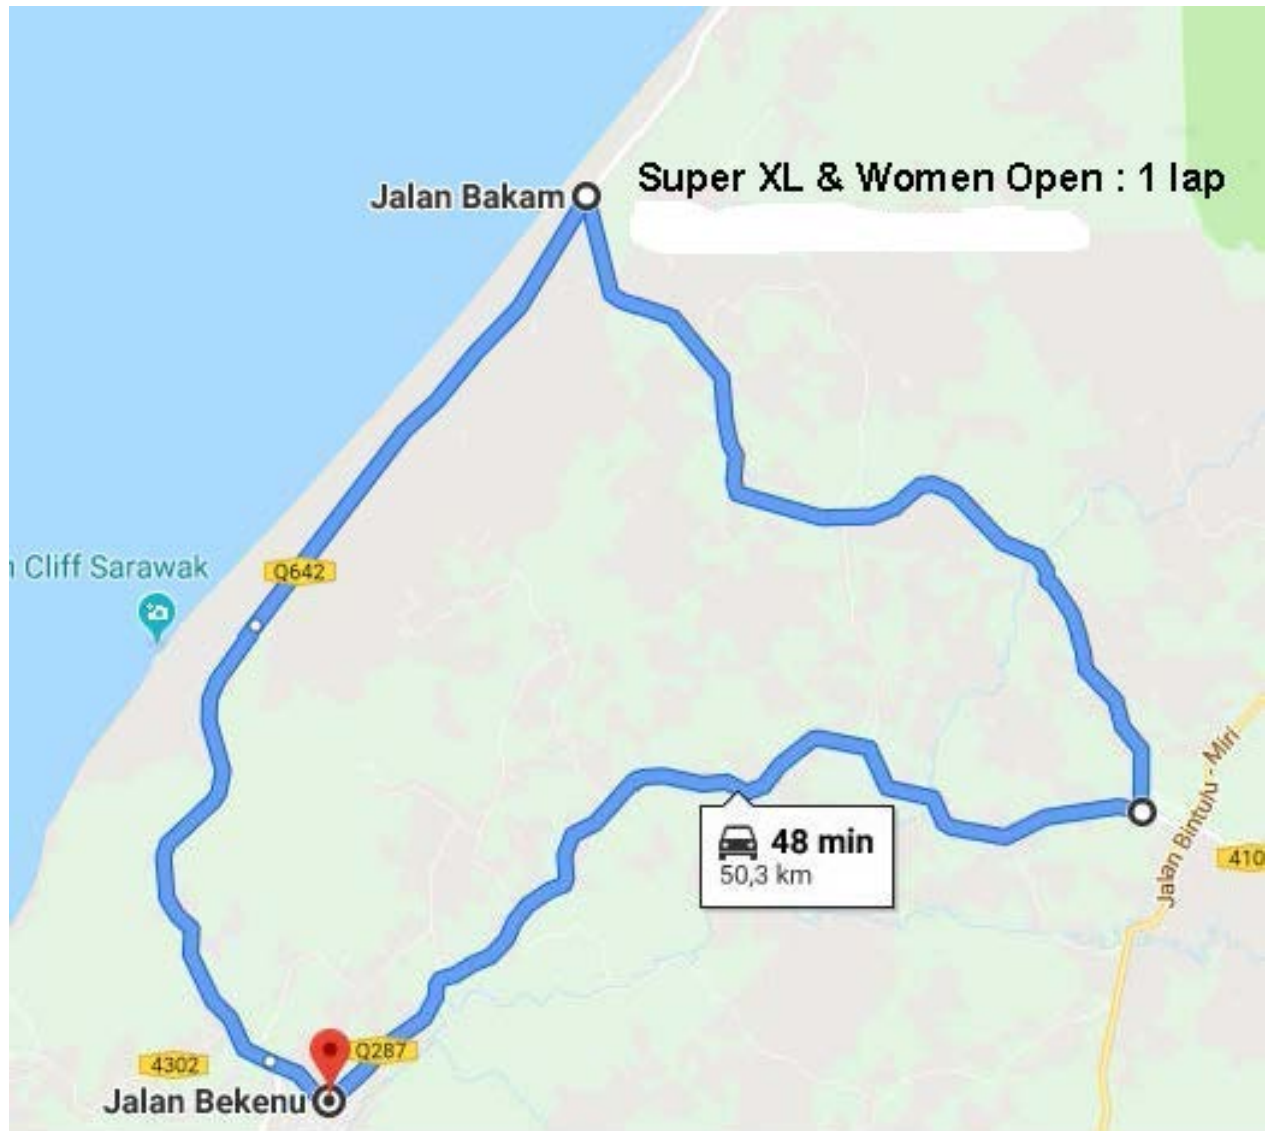 Super XL & Women Open : 1 lap
Jalan Bakam
Cliff Sarawak
Q642
Jalan Bintulu - Miri
48 min
50,3 km
410
Q287
4302
Jalan Bekenu